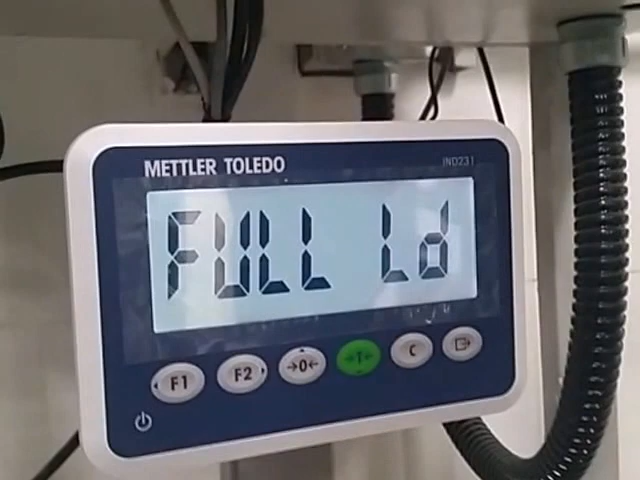 METTLER TOLEDO
IND231
FULL Ld
F1
F2
→0←
→T←
C